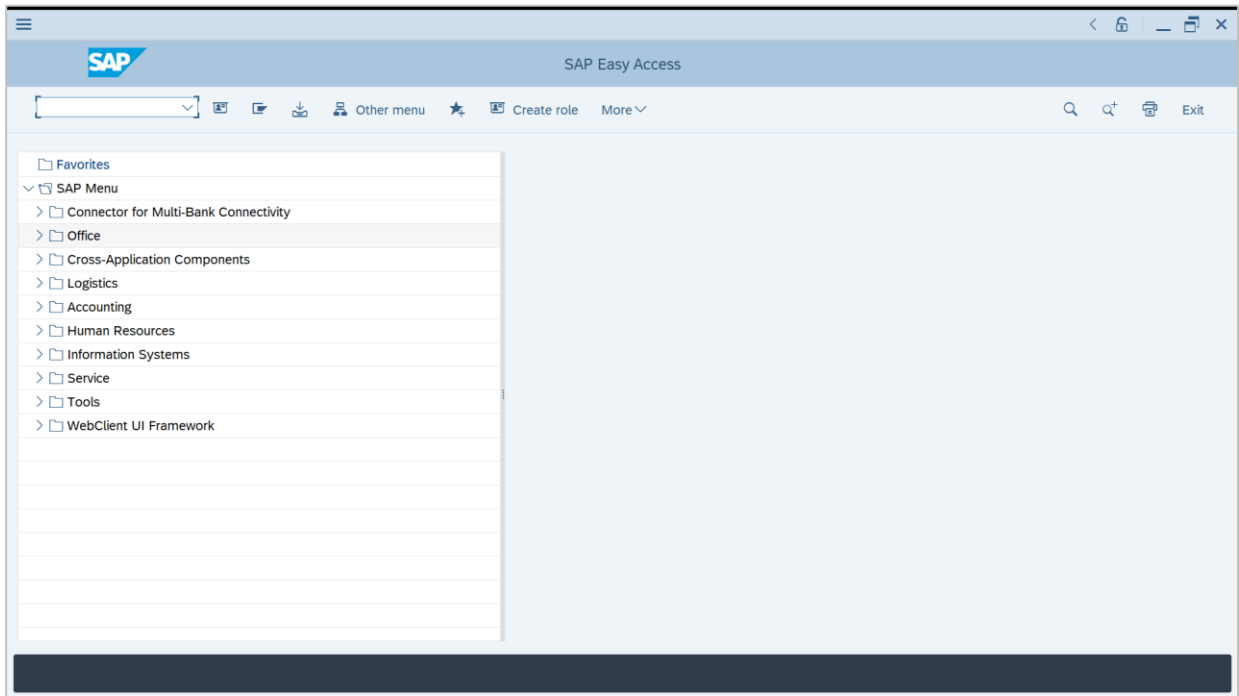 SAP
SAP Easy Access
Other menu Create role More Exit
Favorites
SAP Menu
Connector for Multi-Bank Connectivity
Office
Cross-Application Components
Logistics
Accounting
Human Resources
Information Systems
Service
Tools
WebClient UI Framework